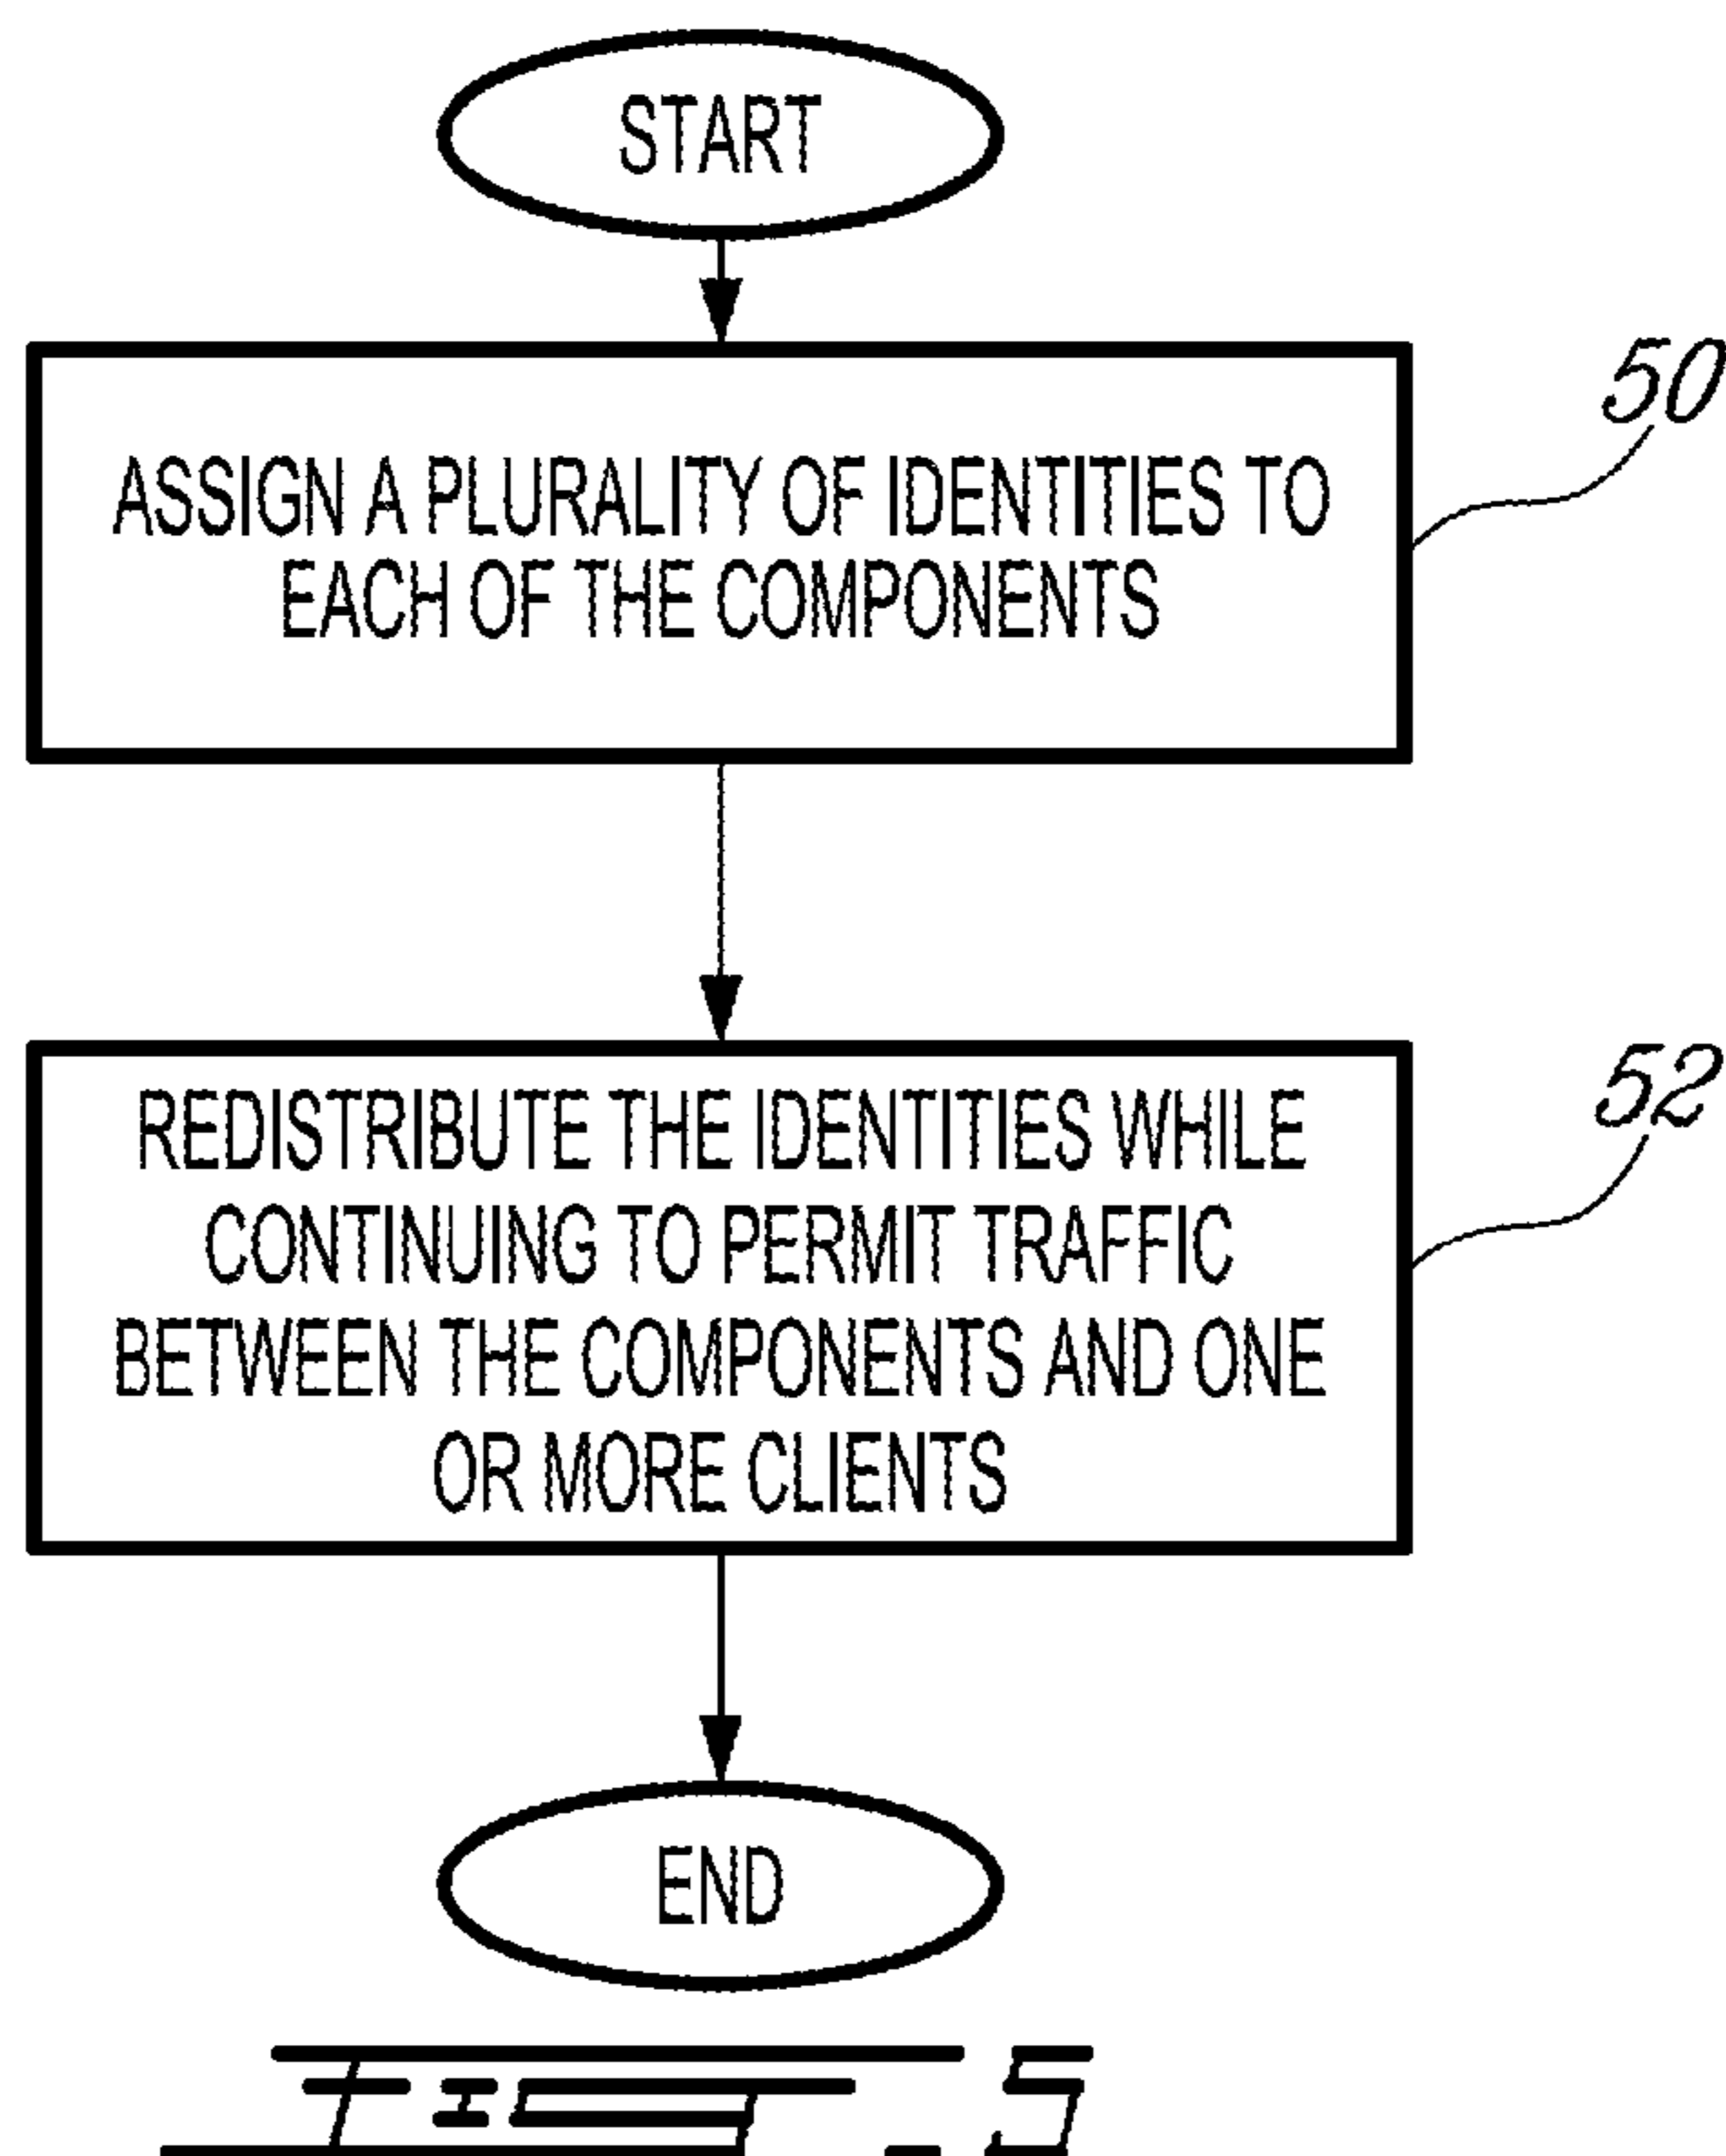 START
50
ASSIGN A PLURALITY OF IDENTITIES TO
EACH OF THE COMPONENTS
52
REDISTRIBUTE THE IDENTITIES WHILE
CONTINUING TO PERMIT TRAFFIC
BETWEEN THE COMPONENTS AND ONE
OR MORE CLIENTS
END